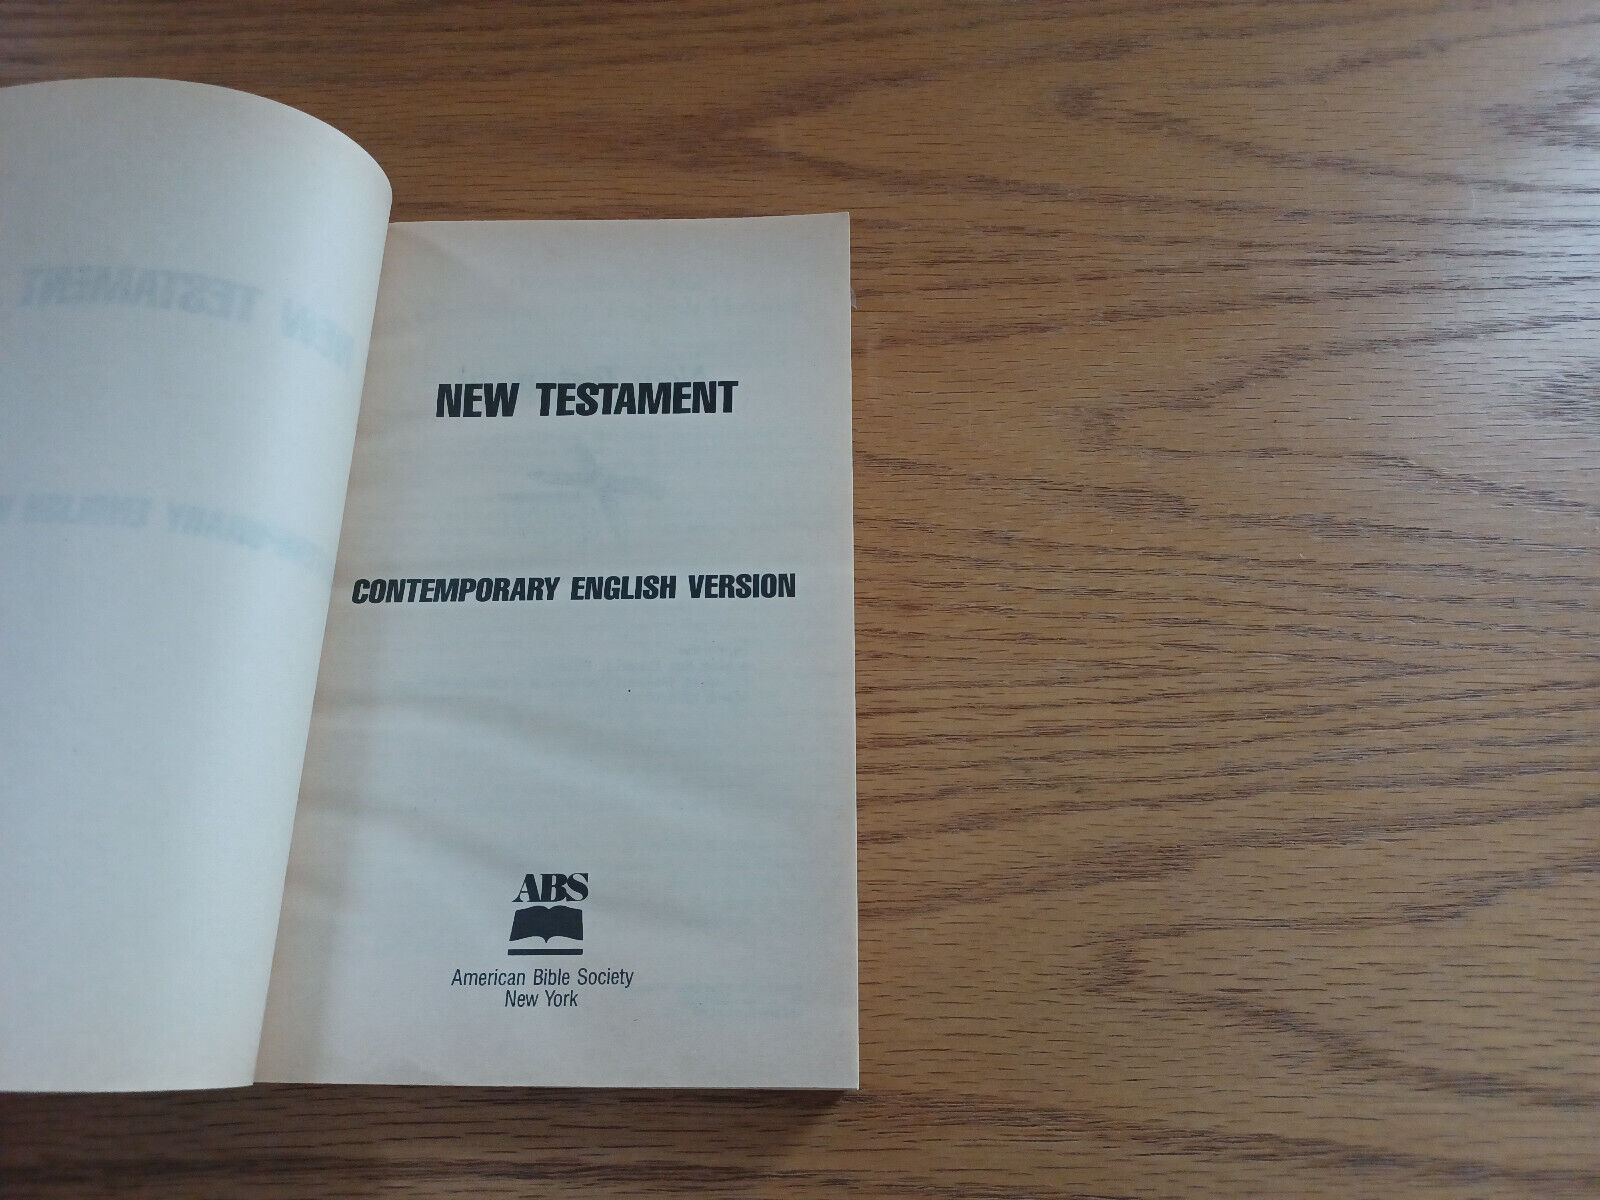 NEW TESTAMENT
CONTEMPORARY ENGLISH VERSION
ABS
American Bible Society
New York